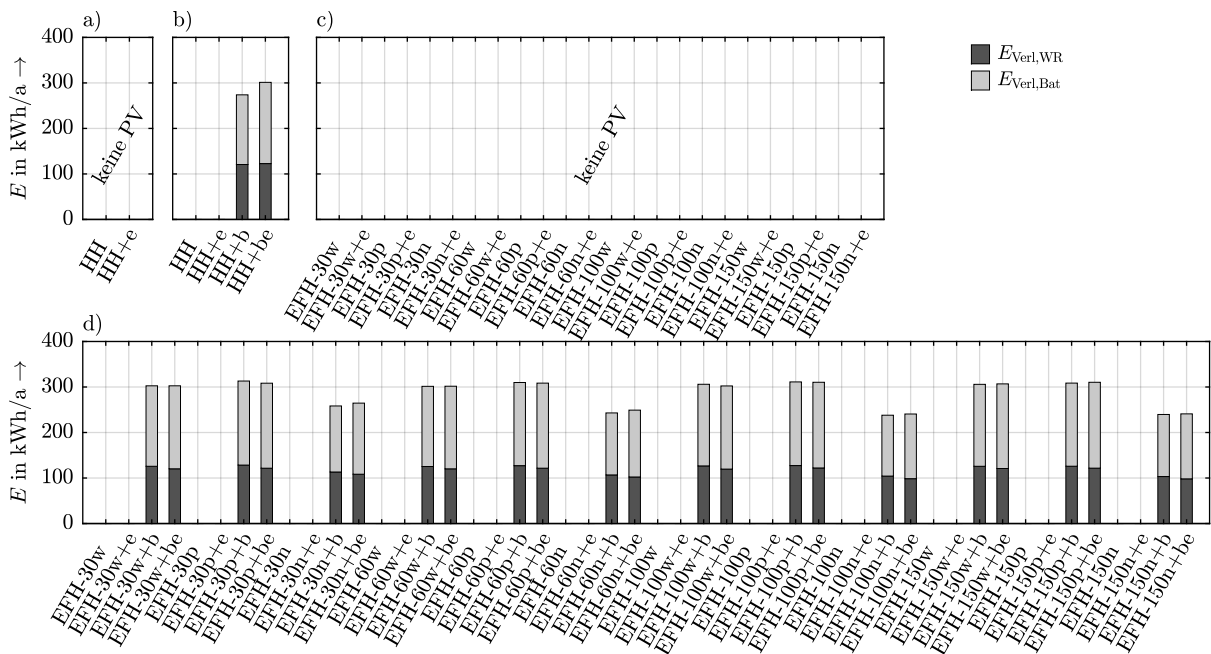 a)
b)
c)
E in kWh/a →
400
300
200
100
0
keine PV
HH
HH+e
HH
HH+e
HH+b
HH+be
keine PV
EFH-30w
EFH-30w+e
EFH-30p
EFH-30p+e
EFH-30n
EFH-30n+e
EFH-60w
EFH-60w+e
EFH-60p
EFH-60p+e
EFH-60n
EFH-60n+e
EFH-100w
EFH-100w+e
EFH-100p
EFH-100p+e
EFH-100n
EFH-100n+e
EFH-150w
EFH-150w+e
EFH-150p
EFH-150p+e
EFH-150n
EFH-150n+e
E_Verl,WR
E_Verl,Bat
d)
E in kWh/a →
400
300
200
100
0
EFH-30w
EFH-30w+e
EFH-30w+b
EFH-30w+be
EFH-30p
EFH-30p+e
EFH-30p+b
EFH-30p+be
EFH-30n
EFH-30n+e
EFH-30n+b
EFH-30n+be
EFH-60w
EFH-60w+e
EFH-60w+b
EFH-60w+be
EFH-60p
EFH-60p+e
EFH-60p+b
EFH-60p+be
EFH-60n
EFH-60n+e
EFH-60n+b
EFH-60n+be
EFH-100w
EFH-100w+e
EFH-100w+b
EFH-100w+be
EFH-100p
EFH-100p+e
EFH-100p+b
EFH-100p+be
EFH-100n
EFH-100n+e
EFH-100n+b
EFH-100n+be
EFH-150w
EFH-150w+e
EFH-150w+b
EFH-150w+be
EFH-150p
EFH-150p+e
EFH-150p+b
EFH-150p+be
EFH-150n
EFH-150n+e
EFH-150n+b
EFH-150n+be